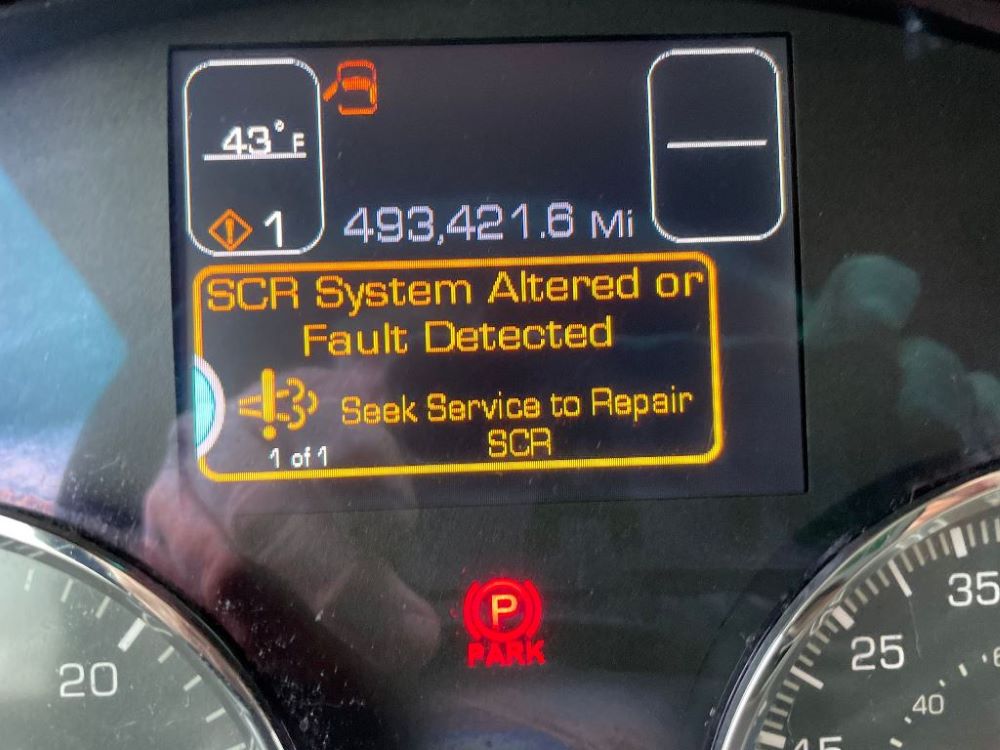 43°F
1
493,421.6 Mi
SCR System Altered or
Fault Detected
Seek Service to Repair
SCR
1 of 1
P
PARK
20
35
25
40